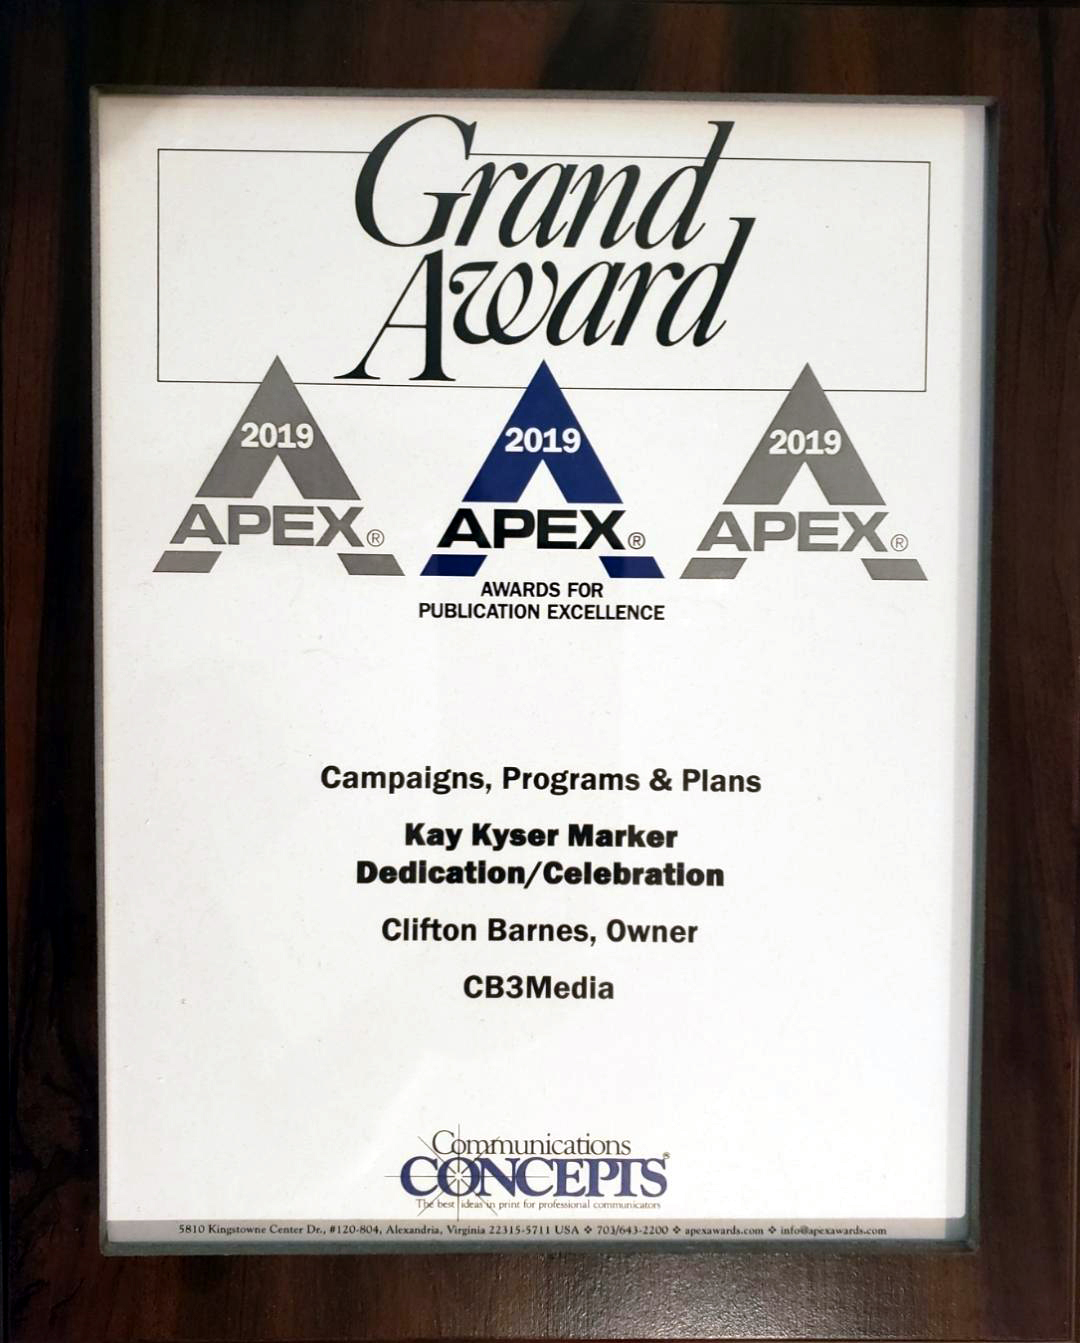 Grand
Award
2019 2019 2019
APEX® APEX® APEX®
AWARDS FOR
PUBLICATION EXCELLENCE
Campaigns, Programs & Plans
Kay Kyser Marker
Dedication/Celebration
Clifton Barnes, Owner
CB3Media
Communications
CONCEPTS®
The best ideas in print for professional communicators
5810 Kingstowne Center Dr., #120-804, Alexandria, Virginia 22315-5711 USA ❖ 703/643-2200 ❖ apexawards.com ❖ info@apexawards.com